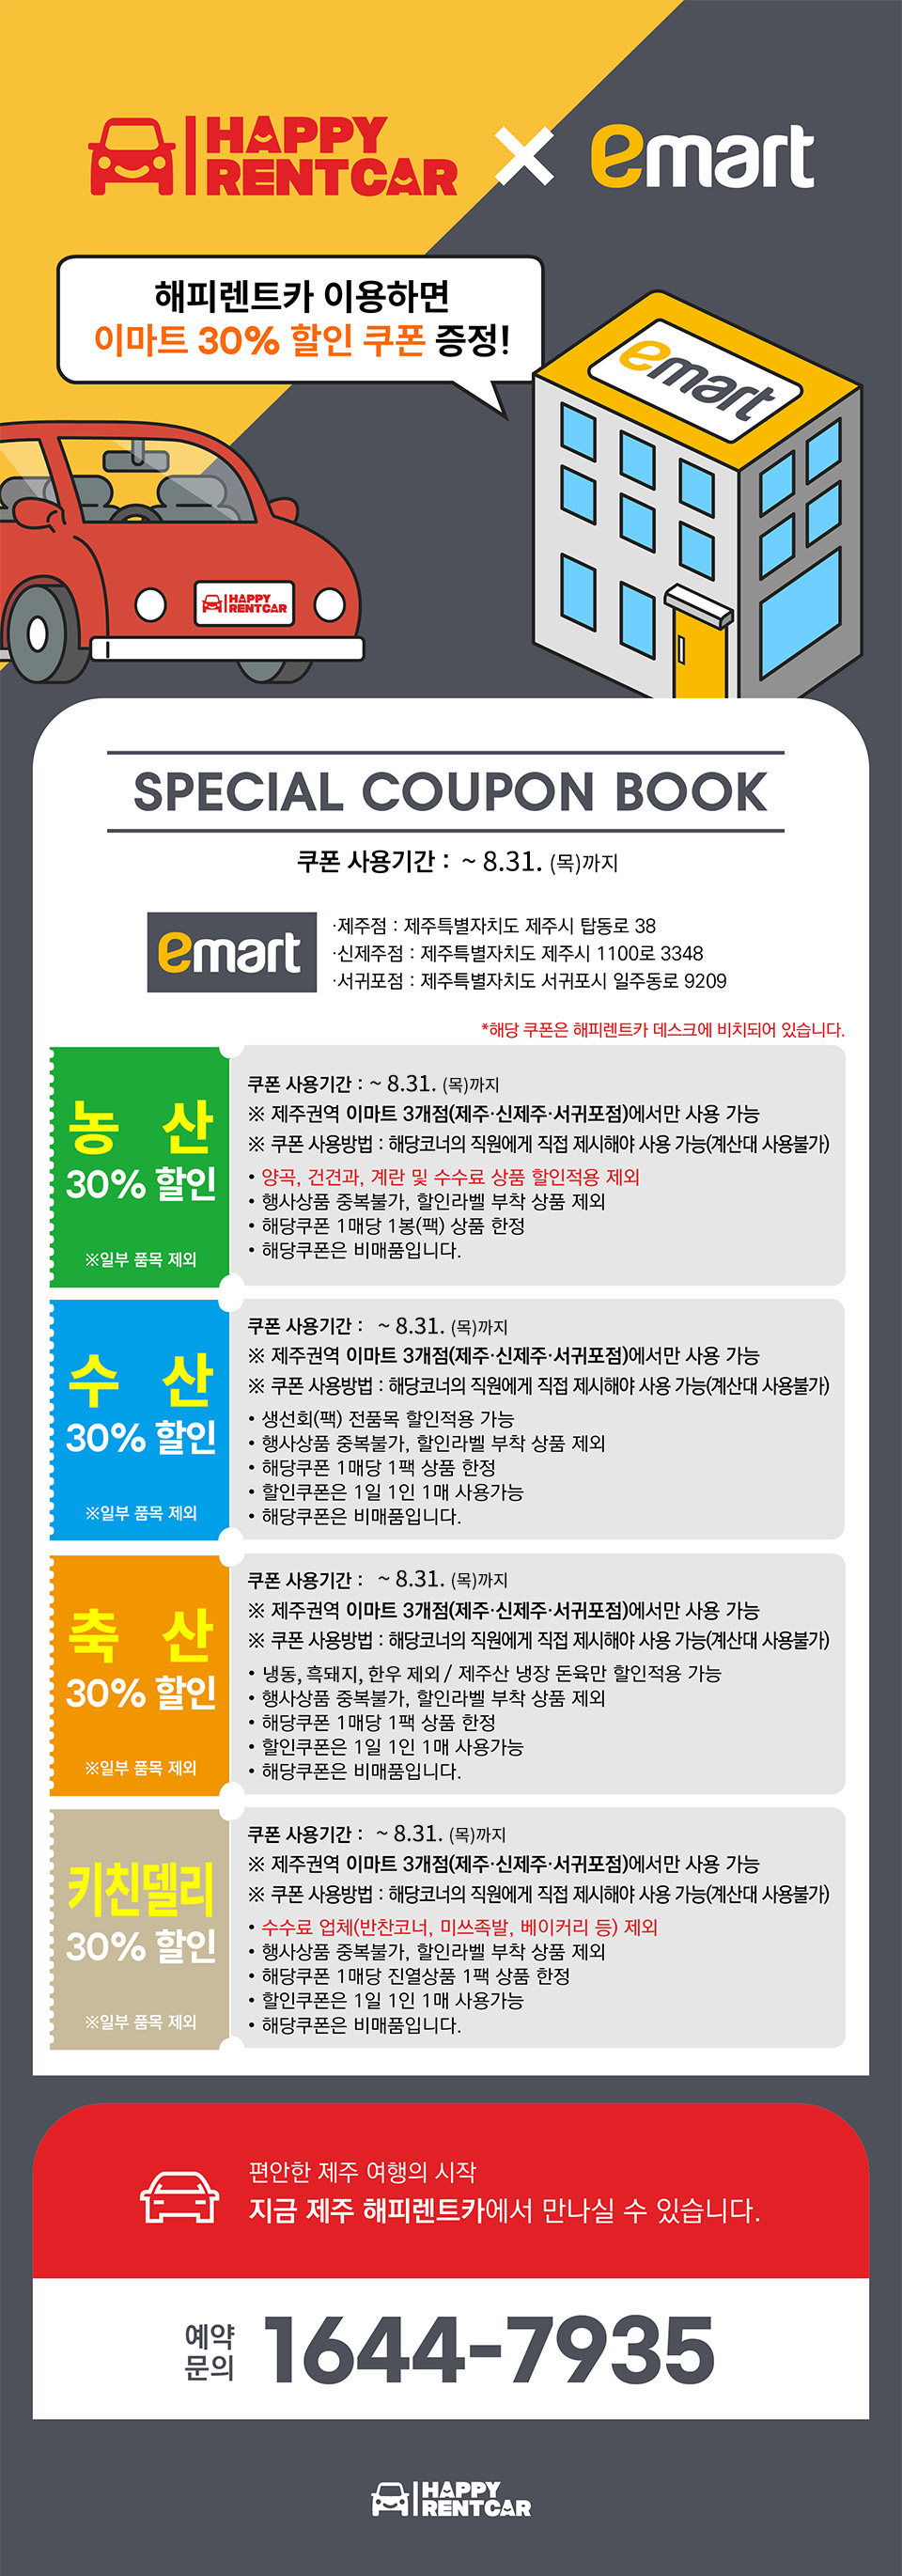 HAPPY
RENTCAR
×
emart
해피렌트카 이용하면
이마트 30% 할인 쿠폰 증정!
emart
HAPPY
RENTCAR
SPECIAL COUPON BOOK
쿠폰 사용기간 : ~ 8.31. (목)까지
emart
·제주점 : 제주특별자치도 제주시 탑동로 38
·신제주점 : 제주특별자치도 제주시 1100로 3348
·서귀포점 : 제주특별자치도 서귀포시 일주동로 9209
*해당 쿠폰은 해피렌트카 데스크에 비치되어 있습니다.
농 산
30% 할인
※일부 품목 제외
쿠폰 사용기간 : ~ 8.31. (목)까지
※ 제주권역 이마트 3개점(제주·신제주·서귀포점)에서만 사용 가능
※ 쿠폰 사용방법 : 해당코너의 직원에게 직접 제시해야 사용 가능(계산대 사용불가)
• 양곡, 건견과, 계란 및 수수료 상품 할인적용 제외
• 행사상품 중복불가, 할인라벨 부착 상품 제외
• 해당쿠폰 1매당 1봉(팩) 상품 한정
• 해당쿠폰은 비매품입니다.
수 산
30% 할인
※일부 품목 제외
쿠폰 사용기간 : ~ 8.31. (목)까지
※ 제주권역 이마트 3개점(제주·신제주·서귀포점)에서만 사용 가능
※ 쿠폰 사용방법 : 해당코너의 직원에게 직접 제시해야 사용 가능(계산대 사용불가)
• 생선회(팩) 전품목 할인적용 가능
• 행사상품 중복불가, 할인라벨 부착 상품 제외
• 해당쿠폰 1매당 1팩 상품 한정
• 할인쿠폰은 1일 1인 1매 사용가능
• 해당쿠폰은 비매품입니다.
축 산
30% 할인
※일부 품목 제외
쿠폰 사용기간 : ~ 8.31. (목)까지
※ 제주권역 이마트 3개점(제주·신제주·서귀포점)에서만 사용 가능
※ 쿠폰 사용방법 : 해당코너의 직원에게 직접 제시해야 사용 가능(계산대 사용불가)
• 냉동, 흑돼지, 한우 제외 / 제주산 냉장 돈육만 할인적용 가능
• 행사상품 중복불가, 할인라벨 부착 상품 제외
• 해당쿠폰 1매당 1팩 상품 한정
• 할인쿠폰은 1일 1인 1매 사용가능
• 해당쿠폰은 비매품입니다.
키친델리
30% 할인
※일부 품목 제외
쿠폰 사용기간 : ~ 8.31. (목)까지
※ 제주권역 이마트 3개점(제주·신제주·서귀포점)에서만 사용 가능
※ 쿠폰 사용방법 : 해당코너의 직원에게 직접 제시해야 사용 가능(계산대 사용불가)
• 수수료 업체(반찬코너, 미쓰족발, 베이커리 등) 제외
• 행사상품 중복불가, 할인라벨 부착 상품 제외
• 해당쿠폰 1매당 진열상품 1팩 상품 한정
• 할인쿠폰은 1일 1인 1매 사용가능
• 해당쿠폰은 비매품입니다.
편안한 제주 여행의 시작
지금 제주 해피렌트카에서 만나실 수 있습니다.
예약
문의
1644-7935
HAPPY
RENTCAR